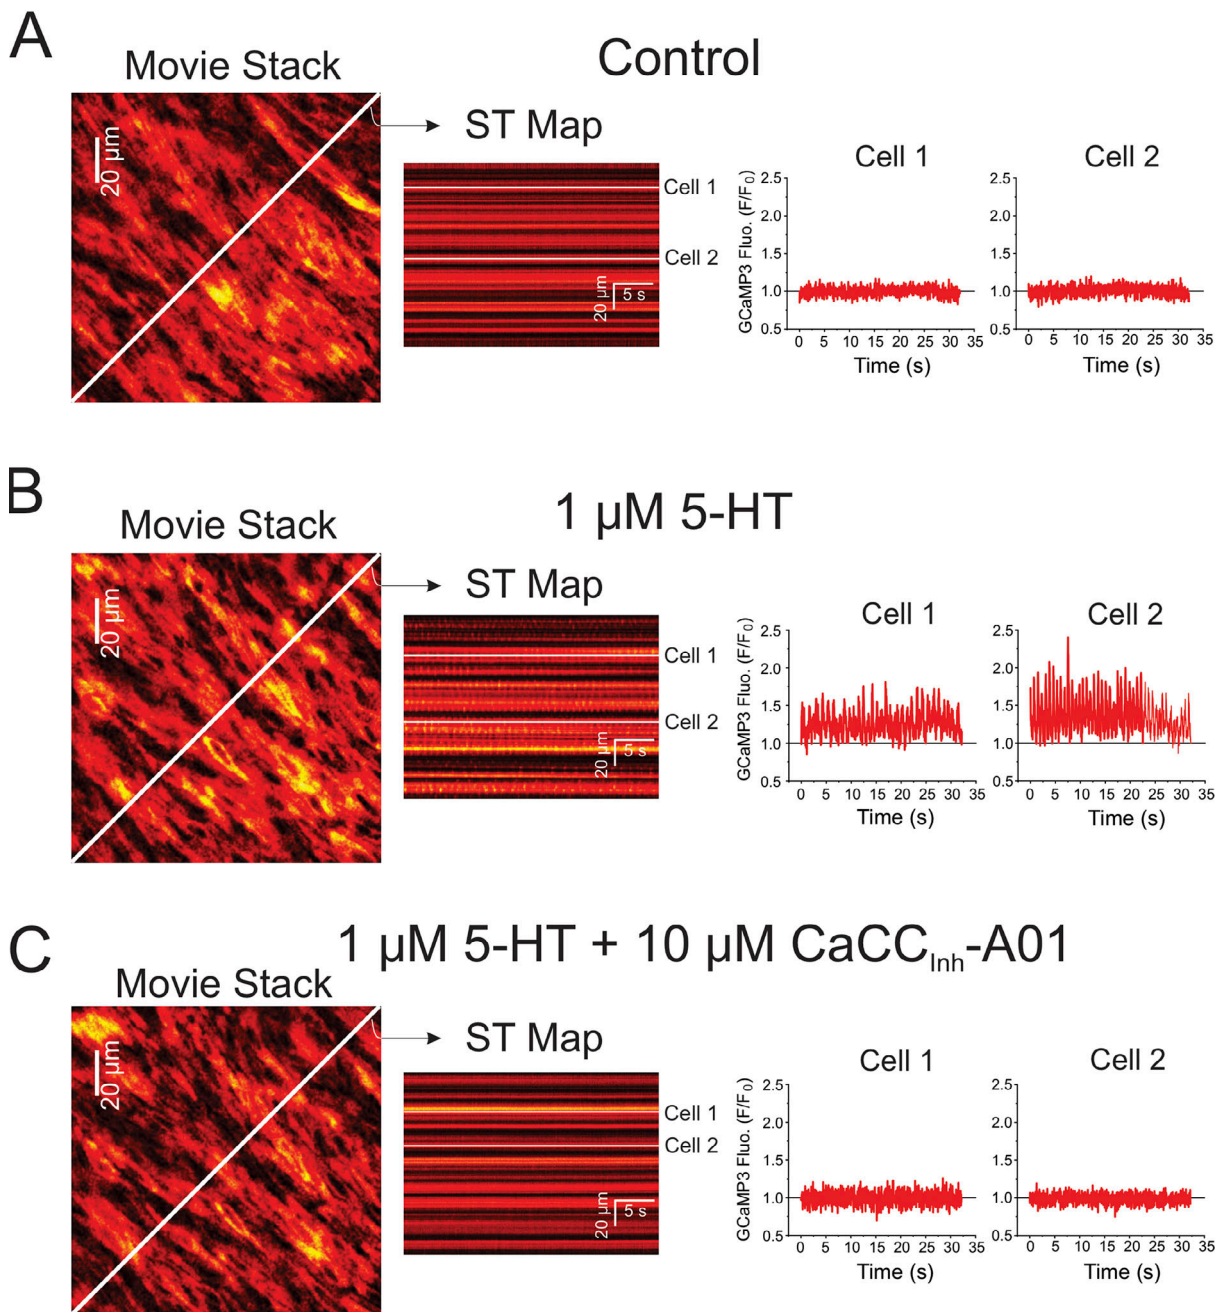 A
Control
Movie Stack
ST Map
20 µm
Cell 1
Cell 2
20 µm
5 s
Cell 1
Cell 2
GCaMP3 Fluo. (F/F0)
2.5
2.0
1.5
1.0
0.5
0 5 10 15 20 25 30 35
Time (s)
2.5
2.0
1.5
1.0
0.5
0 5 10 15 20 25 30 35
Time (s)
B
1 µM 5-HT
Movie Stack
ST Map
20 µm
Cell 1
Cell 2
20 µm
5 s
Cell 1
Cell 2
GCaMP3 Fluo. (F/F0)
2.5
2.0
1.5
1.0
0.5
0 5 10 15 20 25 30 35
Time (s)
2.5
2.0
1.5
1.0
0.5
0 5 10 15 20 25 30 35
Time (s)
C
1 µM 5-HT + 10 µM CaCCInh-A01
Movie Stack
ST Map
20 µm
Cell 1
Cell 2
20 µm
5 s
Cell 1
Cell 2
GCaMP3 Fluo. (F/F0)
2.5
2.0
1.5
1.0
0.5
0 5 10 15 20 25 30 35
Time (s)
2.5
2.0
1.5
1.0
0.5
0 5 10 15 20 25 30 35
Time (s)